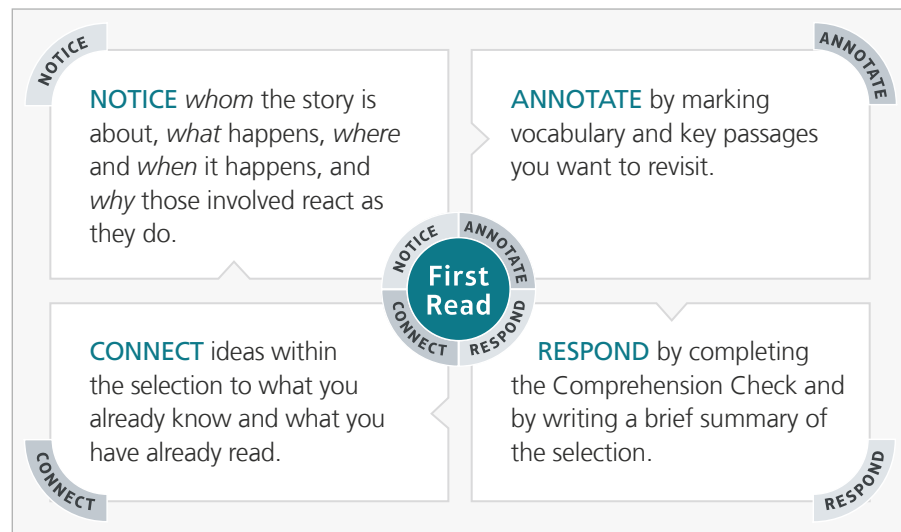 NOTICE
NOTICE whom the story is
about, what happens, where
and when it happens, and
why those involved react as
they do.
ANNOTATE
ANNOTATE by marking
vocabulary and key passages
you want to revisit.
NOTICE
ANNOTATE
First
Read
CONNECT
RESPOND
CONNECT ideas within
the selection to what you
already know and what you
have already read.
CONNECT
RESPOND by completing
the Comprehension Check and
by writing a brief summary of
the selection.
RESPOND